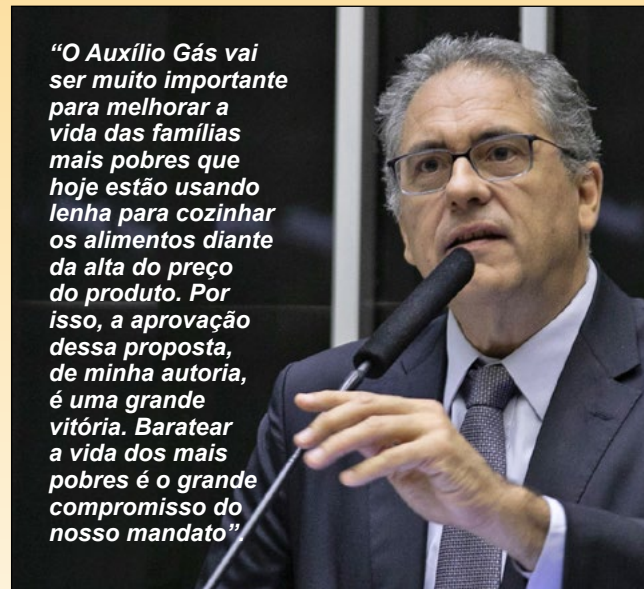 “O Auxílio Gás vai
ser muito importante
para melhorar a
vida das famílias
mais pobres que
hoje estão usando
lenha para cozinhar
os alimentos diante
da alta do preço
do produto. Por
isso, a aprovação
dessa proposta,
de minha autoria,
é uma grande
vitória. Baratear
a vida dos mais
pobres é o grande
compromisso do
nosso mandato”.